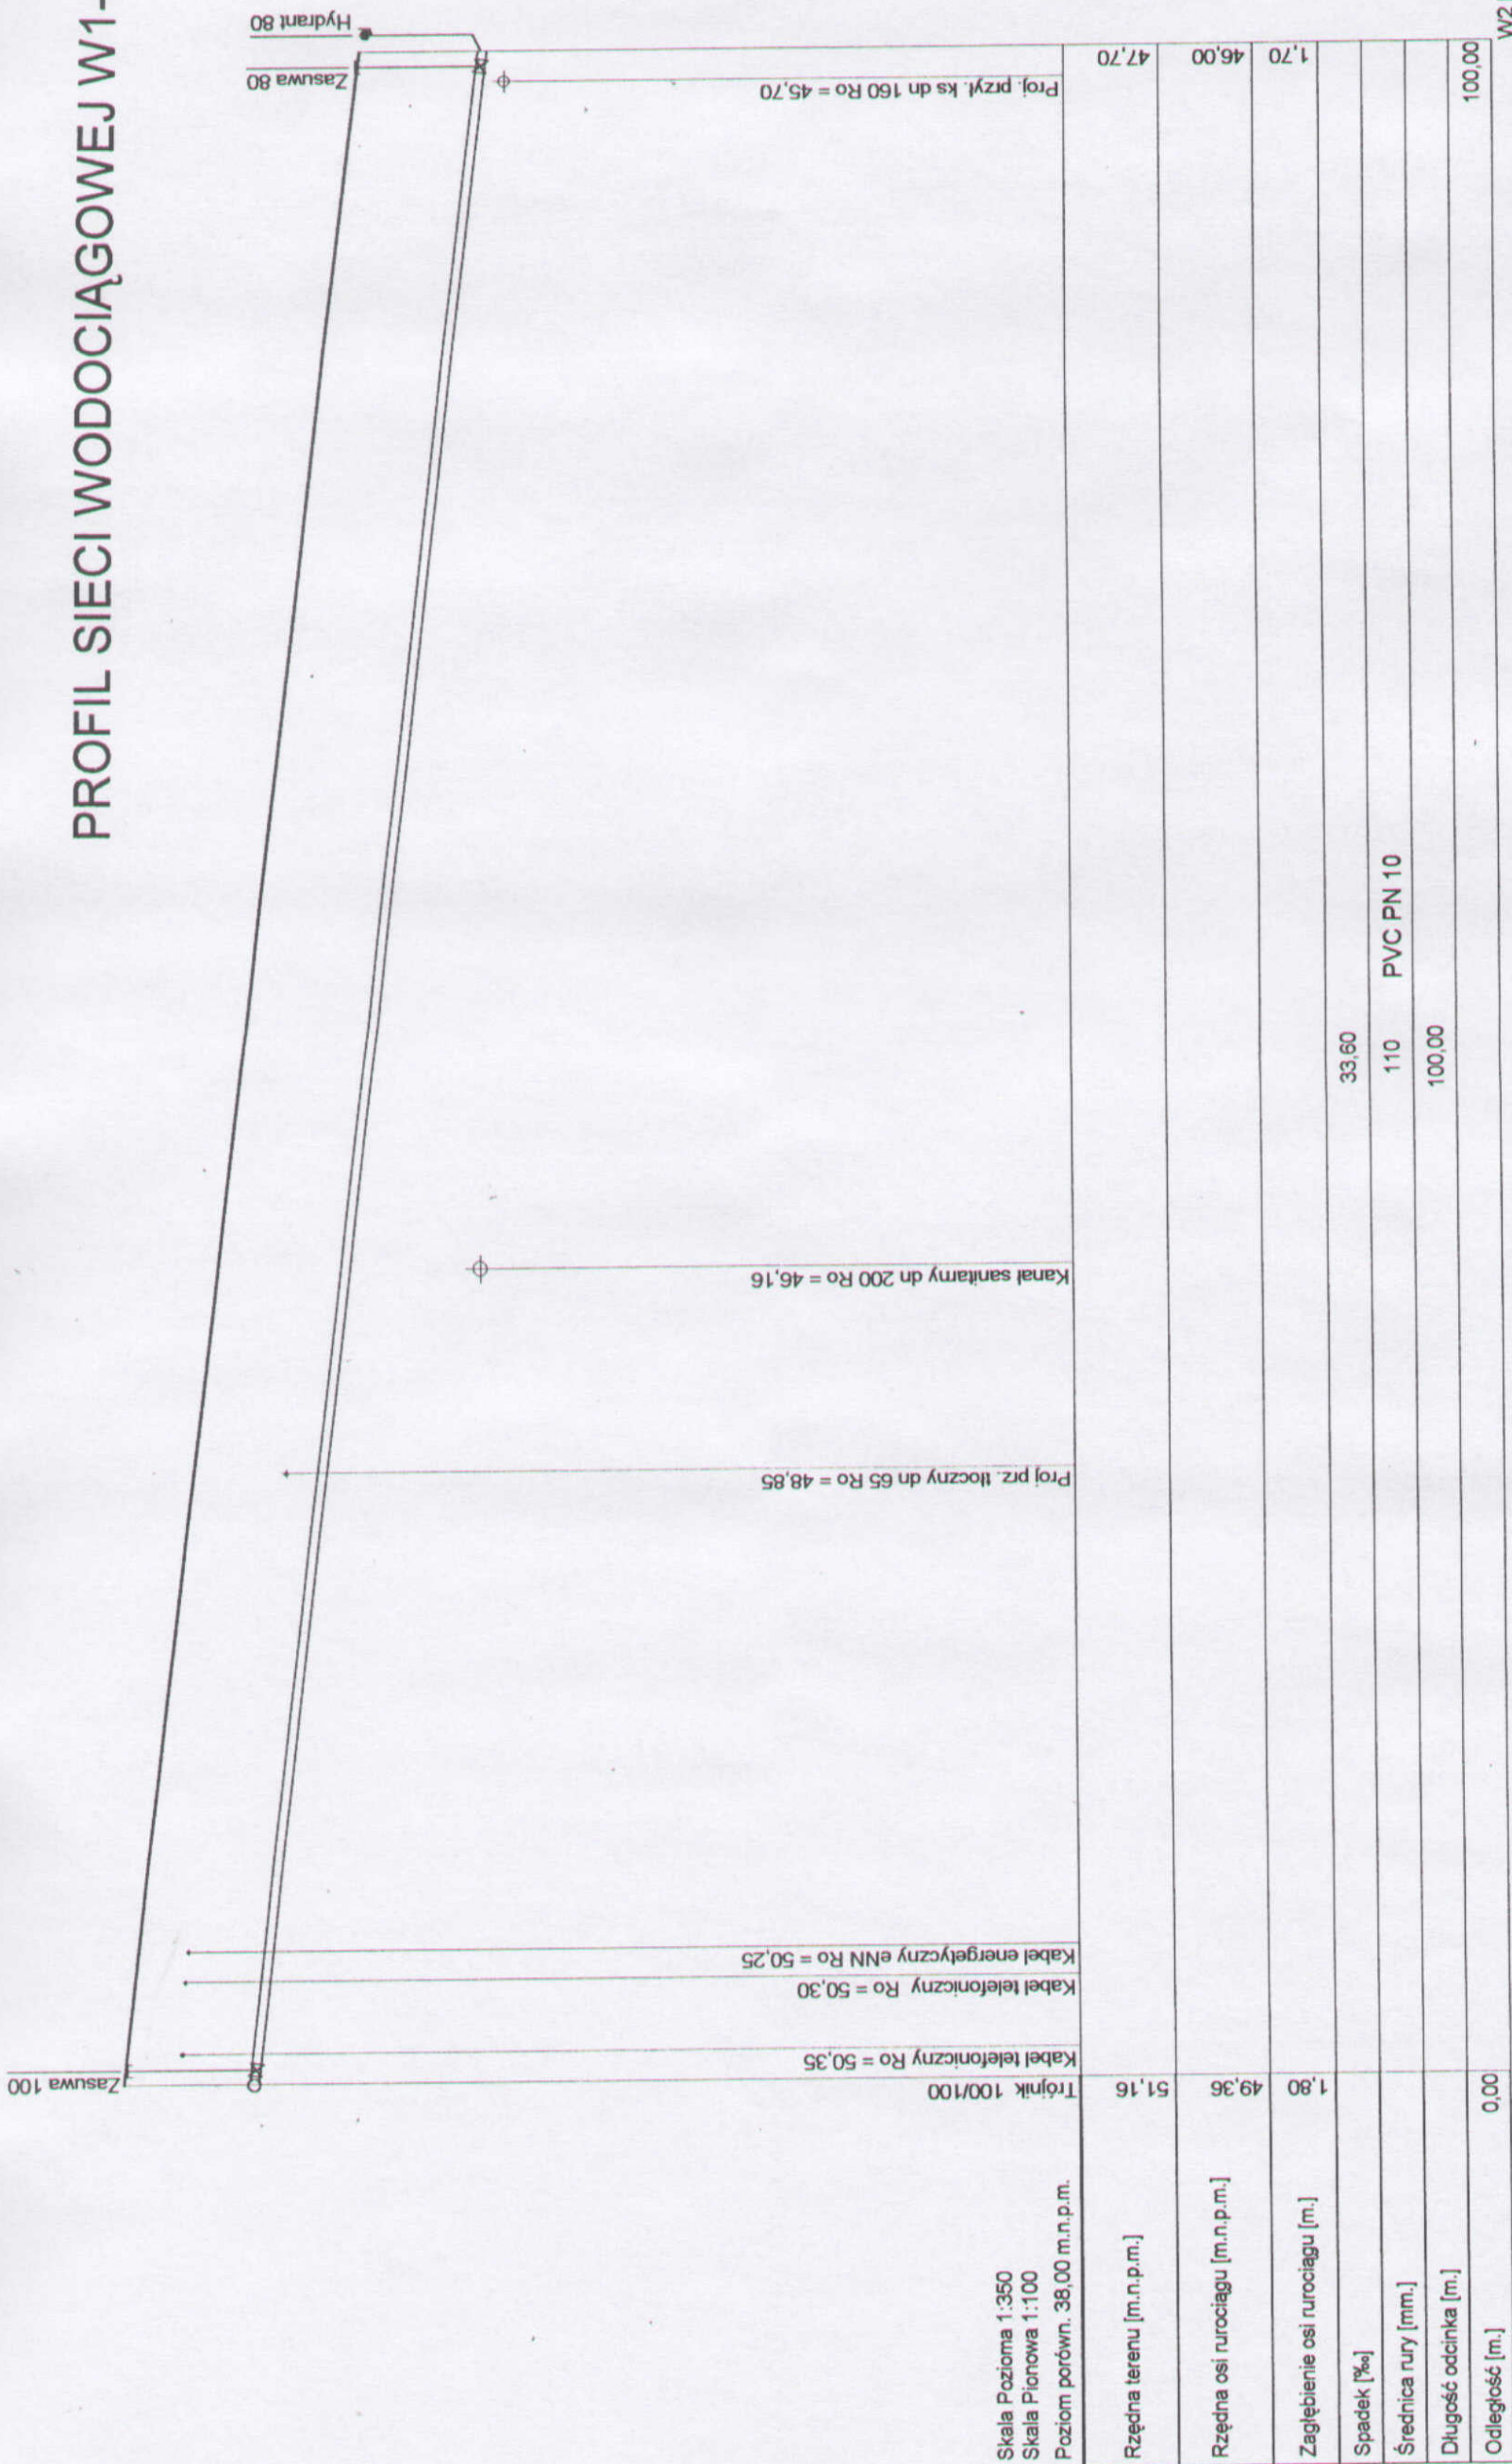 PROFIL SIECI WODOCIĄGOWEJ W1-
Zasuwa 100
Zasuwa 80
Hydrant 80
Trójnik 100/100
Kabel telefoniczny Ro = 50,35
Kabel telefoniczny Ro = 50,30
Kabel energetyczny eNN Ro = 50,25
Proj prz. tłoczny dn 65 Ro = 48,85
Kanał sanitarny dn 200 Ro = 46,16
Proj. przył. ks dn 160 Ro = 45,70
Skala Pozioma 1:350
Skala Pionowa 1:100
Poziom porówn. 38,00 m.n.p.m.
Rzędna terenu [m.n.p.m.] 51,16 47,70
Rzędna osi rurociągu [m.n.p.m.] 49,36 46,00
Zagłębienie osi rurociągu [m.] 1,80 1,70
Spadek [‰] 33,60
Średnica rury [mm.] 110 PVC PN 10
Długość odcinka [m.] 100,00
Odległość [m.] 0,00 100,00
W2